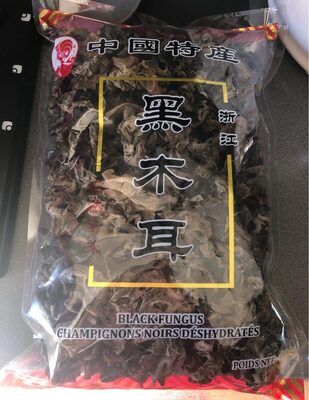 中國特產
浙江
黑木耳
BLACK FUNGUS
CHAMPIGNONS NOIRS DÉSHYDRATÉS
POIDS NET